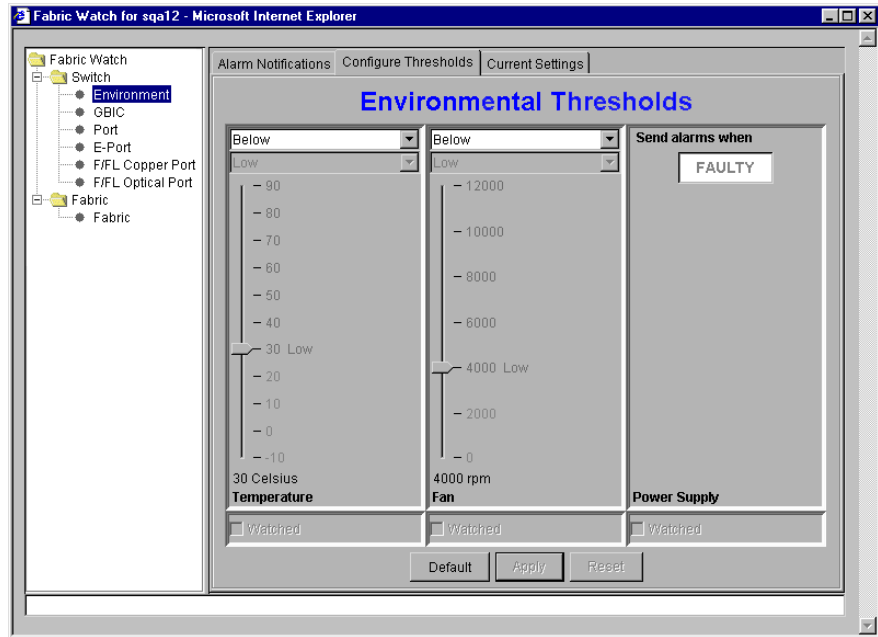 Fabric Watch for sqa12 - Microsoft Internet Explorer
Fabric Watch
Switch
Environment
GBIC
Port
E-Port
F/FL Copper Port
F/FL Optical Port
Fabric
Fabric
Alarm Notifications Configure Thresholds Current Settings
Environmental Thresholds
Below
Low
90
80
70
60
50
40
30 Low
20
10
0
-10
30 Celsius
Temperature
Watched
Below
Low
12000
10000
8000
6000
4000 Low
2000
0
4000 rpm
Fan
Watched
Send alarms when
FAULTY
Power Supply
Watched
Default Apply Reset